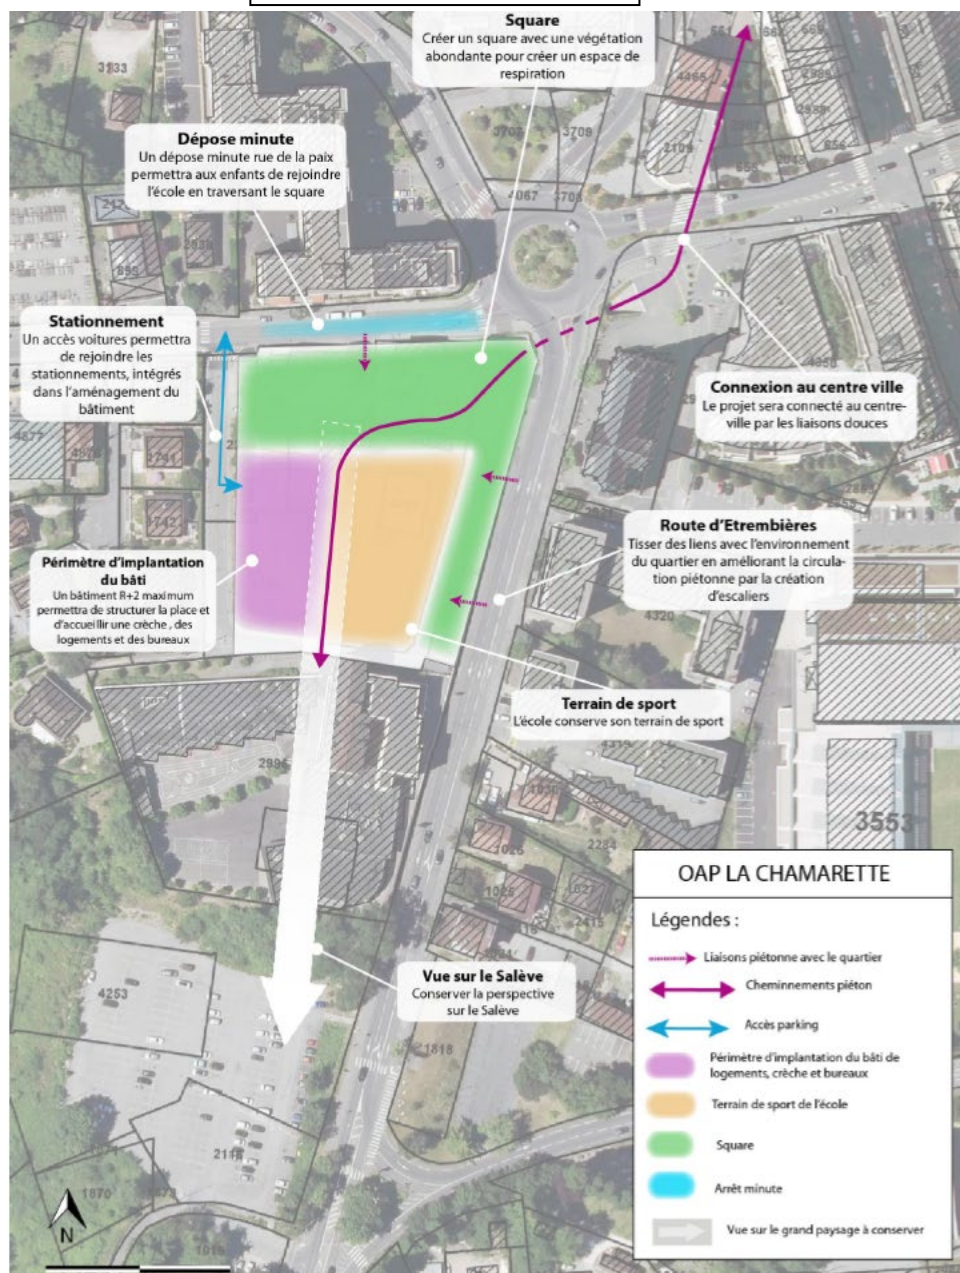 Square
Créer un square avec une végétation
abondante pour créer un espace de
respiration
Dépose minute
Un dépose minute rue de la paix
permettra aux enfants de rejoindre
l'école en traversant le square
Stationnement
Un accès voitures permettra
de rejoindre les
stationnements, intégrés
dans l'aménagement du
bâtiment
Connexion au centre ville
Le projet sera connecté au centre-
ville par les liaisons douces
Route d'Etrembières
Tisser des liens avec l'environnement
du quartier en améliorant la circula-
tion piétonne par la création
d'escaliers
Périmètre d'implantation
du bâti
Un bâtiment R+2 maximum
permettra de structurer la place et
d'accueillir une crèche , des
logements et des bureaux
Terrain de sport
L'école conserve son terrain de sport
Vue sur le Salève
Conserver la perspective
sur le Salève
3133
4465
3709
2109
4067
1741
1742
4320
2284
3553
4253
1818
1870
OAP LA CHAMARETTE
Légendes :
Liaisons piétonne avec le quartier
Cheminnements piéton
Accès parking
Périmètre d'implantation du bâti de
logements, crèche et bureaux
Terrain de sport de l'école
Square
Arrêt minute
Vue sur le grand paysage à conserver
N